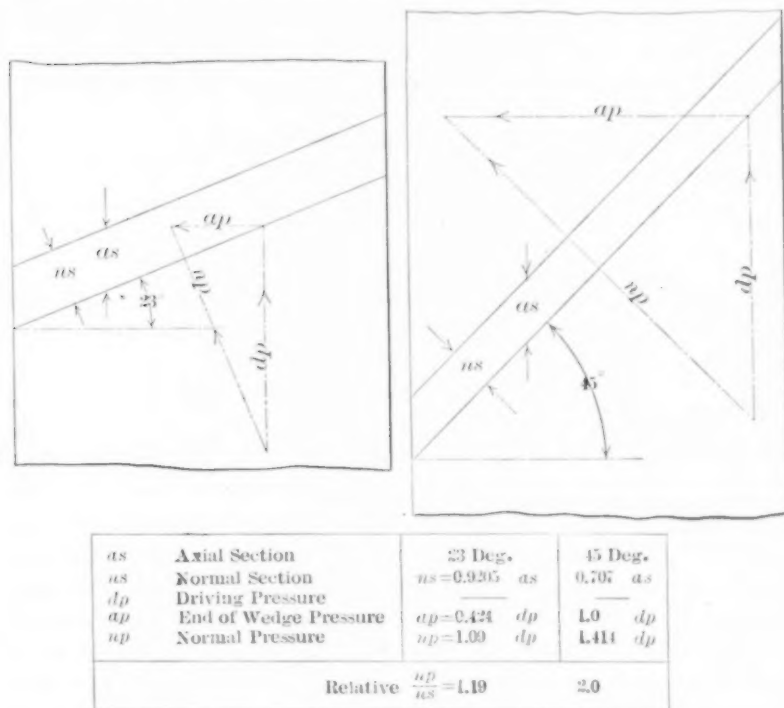 ap
as
ns
np
23°
dp
ap
as
np
dp
ns
45°
as Axial Section 23 Deg. 45 Deg.
ns Normal Section ns=0.9205 as 0.707 as
dp Driving Pressure
ap End of Wedge Pressure ap=0.424 dp 1.0 dp
np Normal Pressure np=1.09 dp 1.414 dp
Relative np/ns =1.19 2.0